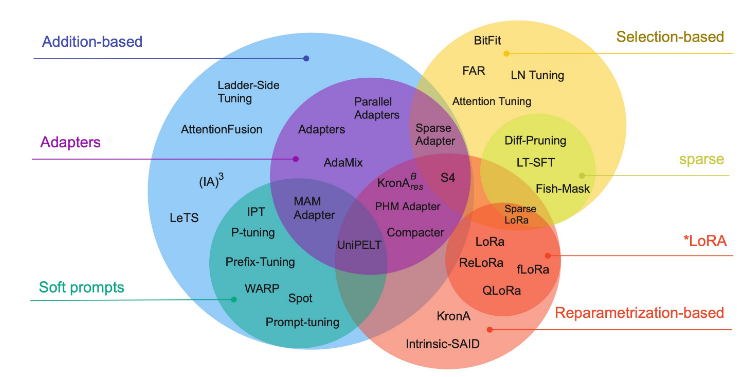 Addition-based
Selection-based
BitFit
FAR
LN Tuning
Attention Tuning
Ladder-Side
Tuning
Parallel
Adapters
Adapters
AttentionFusion
Adapters
Sparse
Adapter
Diff-Pruning
LT-SFT
sparse
Fish-Mask
AdaMix
(IA)³
KronA^B_res
S4
MAM
Adapter
PHM Adapter
LeTS
IPT
P-tuning
Compacter
UniPELT
Sparse
LoRa
LoRa
*LoRA
ReLoRa
fLoRa
QLoRa
Prefix-Tuning
Soft prompts
WARP
Spot
Prompt-tuning
KronA
Reparametrization-based
Intrinsic-SAID